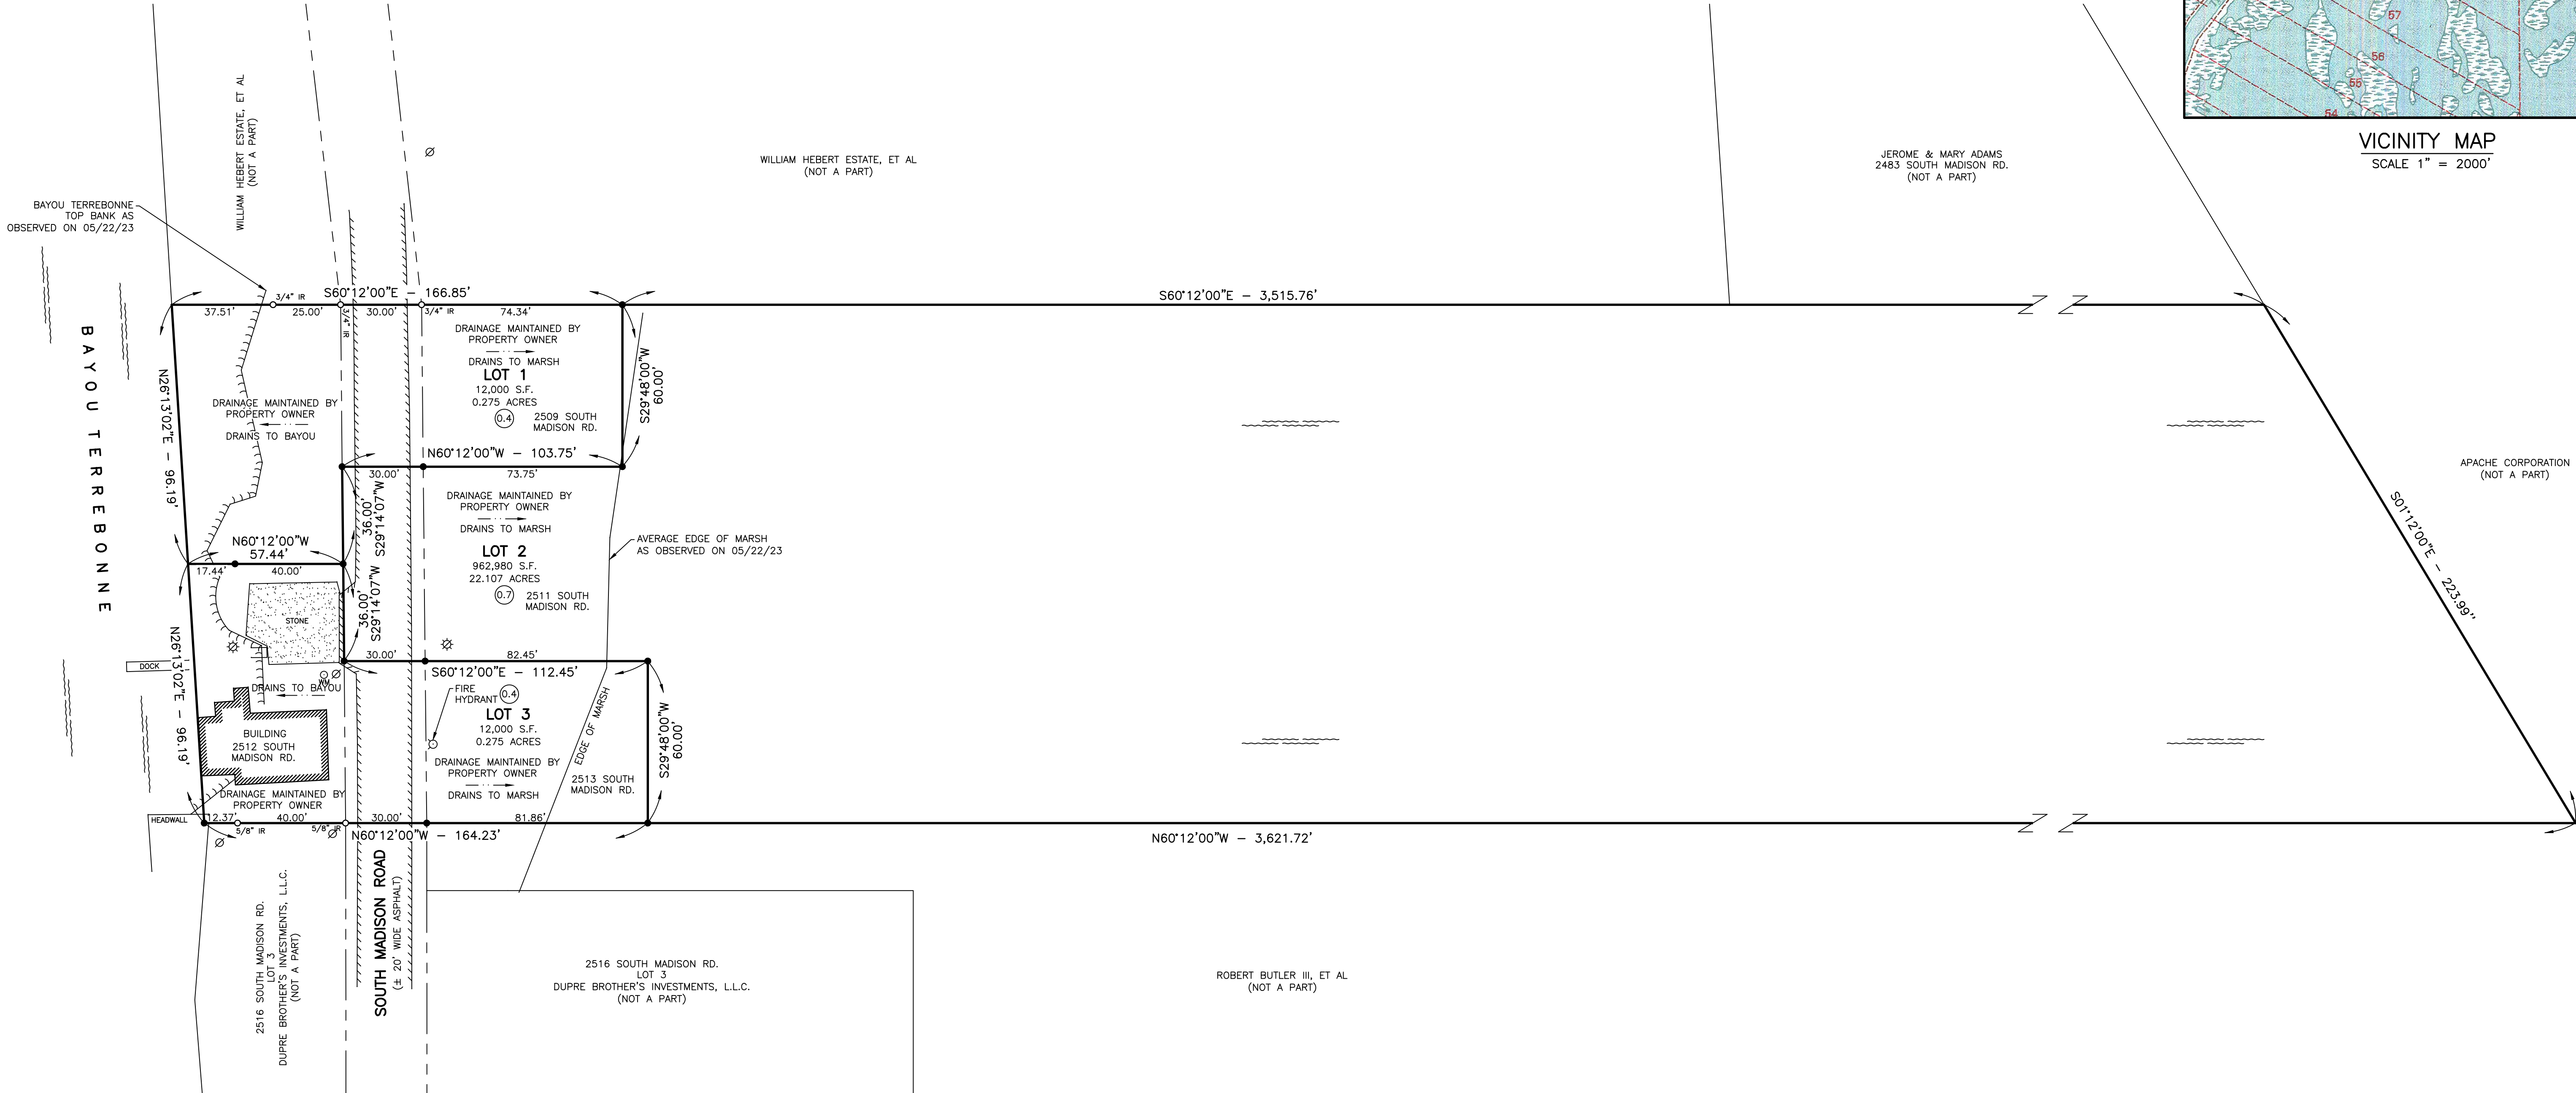 57
56
55
54
VICINITY MAP
SCALE 1" = 2000'
WILLIAM HEBERT ESTATE, ET AL
(NOT A PART)
WILLIAM HEBERT ESTATE, ET AL
(NOT A PART)
JEROME & MARY ADAMS
2483 SOUTH MADISON RD.
(NOT A PART)
BAYOU TERREBONNE
TOP BANK AS
OBSERVED ON 05/22/23
3/4" IR
S60°12'00"E - 166.85'
37.51'
25.00'
30.00'
3/4" IR
74.34'
3/4" IR
S60°12'00"E - 3,515.76'
BAYOU TERREBONNE
N26°13'02"E - 96.19'
DRAINAGE MAINTAINED BY
PROPERTY OWNER
DRAINS TO BAYOU
DRAINAGE MAINTAINED BY
PROPERTY OWNER
DRAINS TO MARSH
LOT 1
12,000 S.F.
0.275 ACRES
0.4
2509 SOUTH
MADISON RD.
S29°48'00"W
60.00'
N60°12'00"W - 103.75'
30.00'
73.75'
36.00'
S29°14'07"W
DRAINAGE MAINTAINED BY
PROPERTY OWNER
DRAINS TO MARSH
LOT 2
962,980 S.F.
22.107 ACRES
0.7
2511 SOUTH
MADISON RD.
AVERAGE EDGE OF MARSH
AS OBSERVED ON 05/22/23
APACHE CORPORATION
(NOT A PART)
S01°12'00"E - 223.99'
N60°12'00"W
57.44'
17.44'
40.00'
36.00'
S29°14'07"W
STONE
N26°13'02"E - 96.19'
DOCK
30.00'
82.45'
S60°12'00"E - 112.45'
WM
DRAINS TO BAYOU
FIRE
HYDRANT
0.4
LOT 3
12,000 S.F.
0.275 ACRES
DRAINAGE MAINTAINED BY
PROPERTY OWNER
DRAINS TO MARSH
EDGE OF MARSH
2513 SOUTH
MADISON RD.
S29°48'00"W
60.00'
BUILDING
2512 SOUTH
MADISON RD.
DRAINAGE MAINTAINED BY
PROPERTY OWNER
HEADWALL
12.37'
40.00'
30.00'
81.86'
5/8" IR
5/8" IR
N60°12'00"W - 164.23'
N60°12'00"W - 3,621.72'
SOUTH MADISON ROAD
(± 20' WIDE ASPHALT)
2516 SOUTH MADISON RD.
LOT 3
DUPRE BROTHER'S INVESTMENTS, L.L.C.
(NOT A PART)
2516 SOUTH MADISON RD.
LOT 3
DUPRE BROTHER'S INVESTMENTS, L.L.C.
(NOT A PART)
ROBERT BUTLER III, ET AL
(NOT A PART)